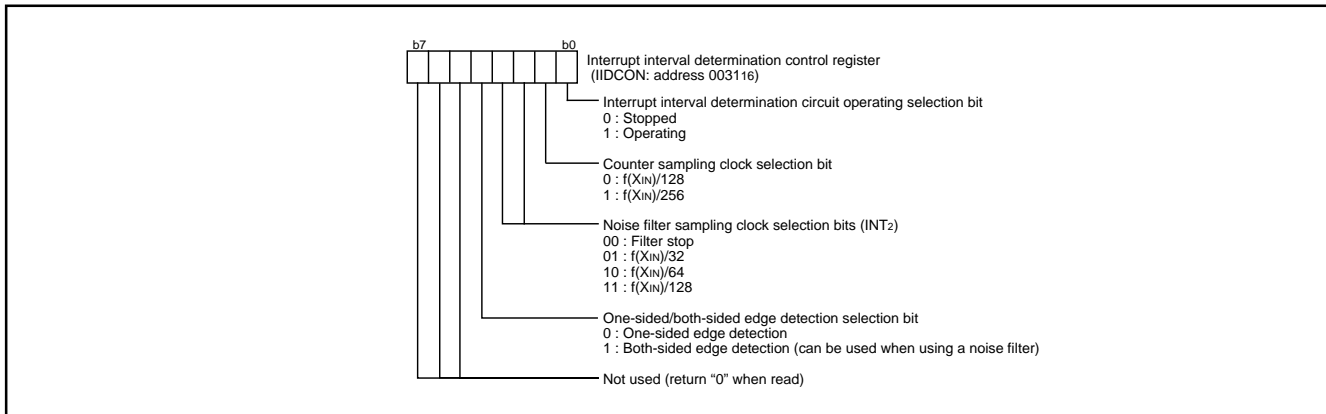 b7 b0
Interrupt interval determination control register
(IIDCON: address 003116)
Interrupt interval determination circuit operating selection bit
0 : Stopped
1 : Operating
Counter sampling clock selection bit
0 : f(XIN)/128
1 : f(XIN)/256
Noise filter sampling clock selection bits (INT2)
00 : Filter stop
01 : f(XIN)/32
10 : f(XIN)/64
11 : f(XIN)/128
One-sided/both-sided edge detection selection bit
0 : One-sided edge detection
1 : Both-sided edge detection (can be used when using a noise filter)
Not used (return “0” when read)